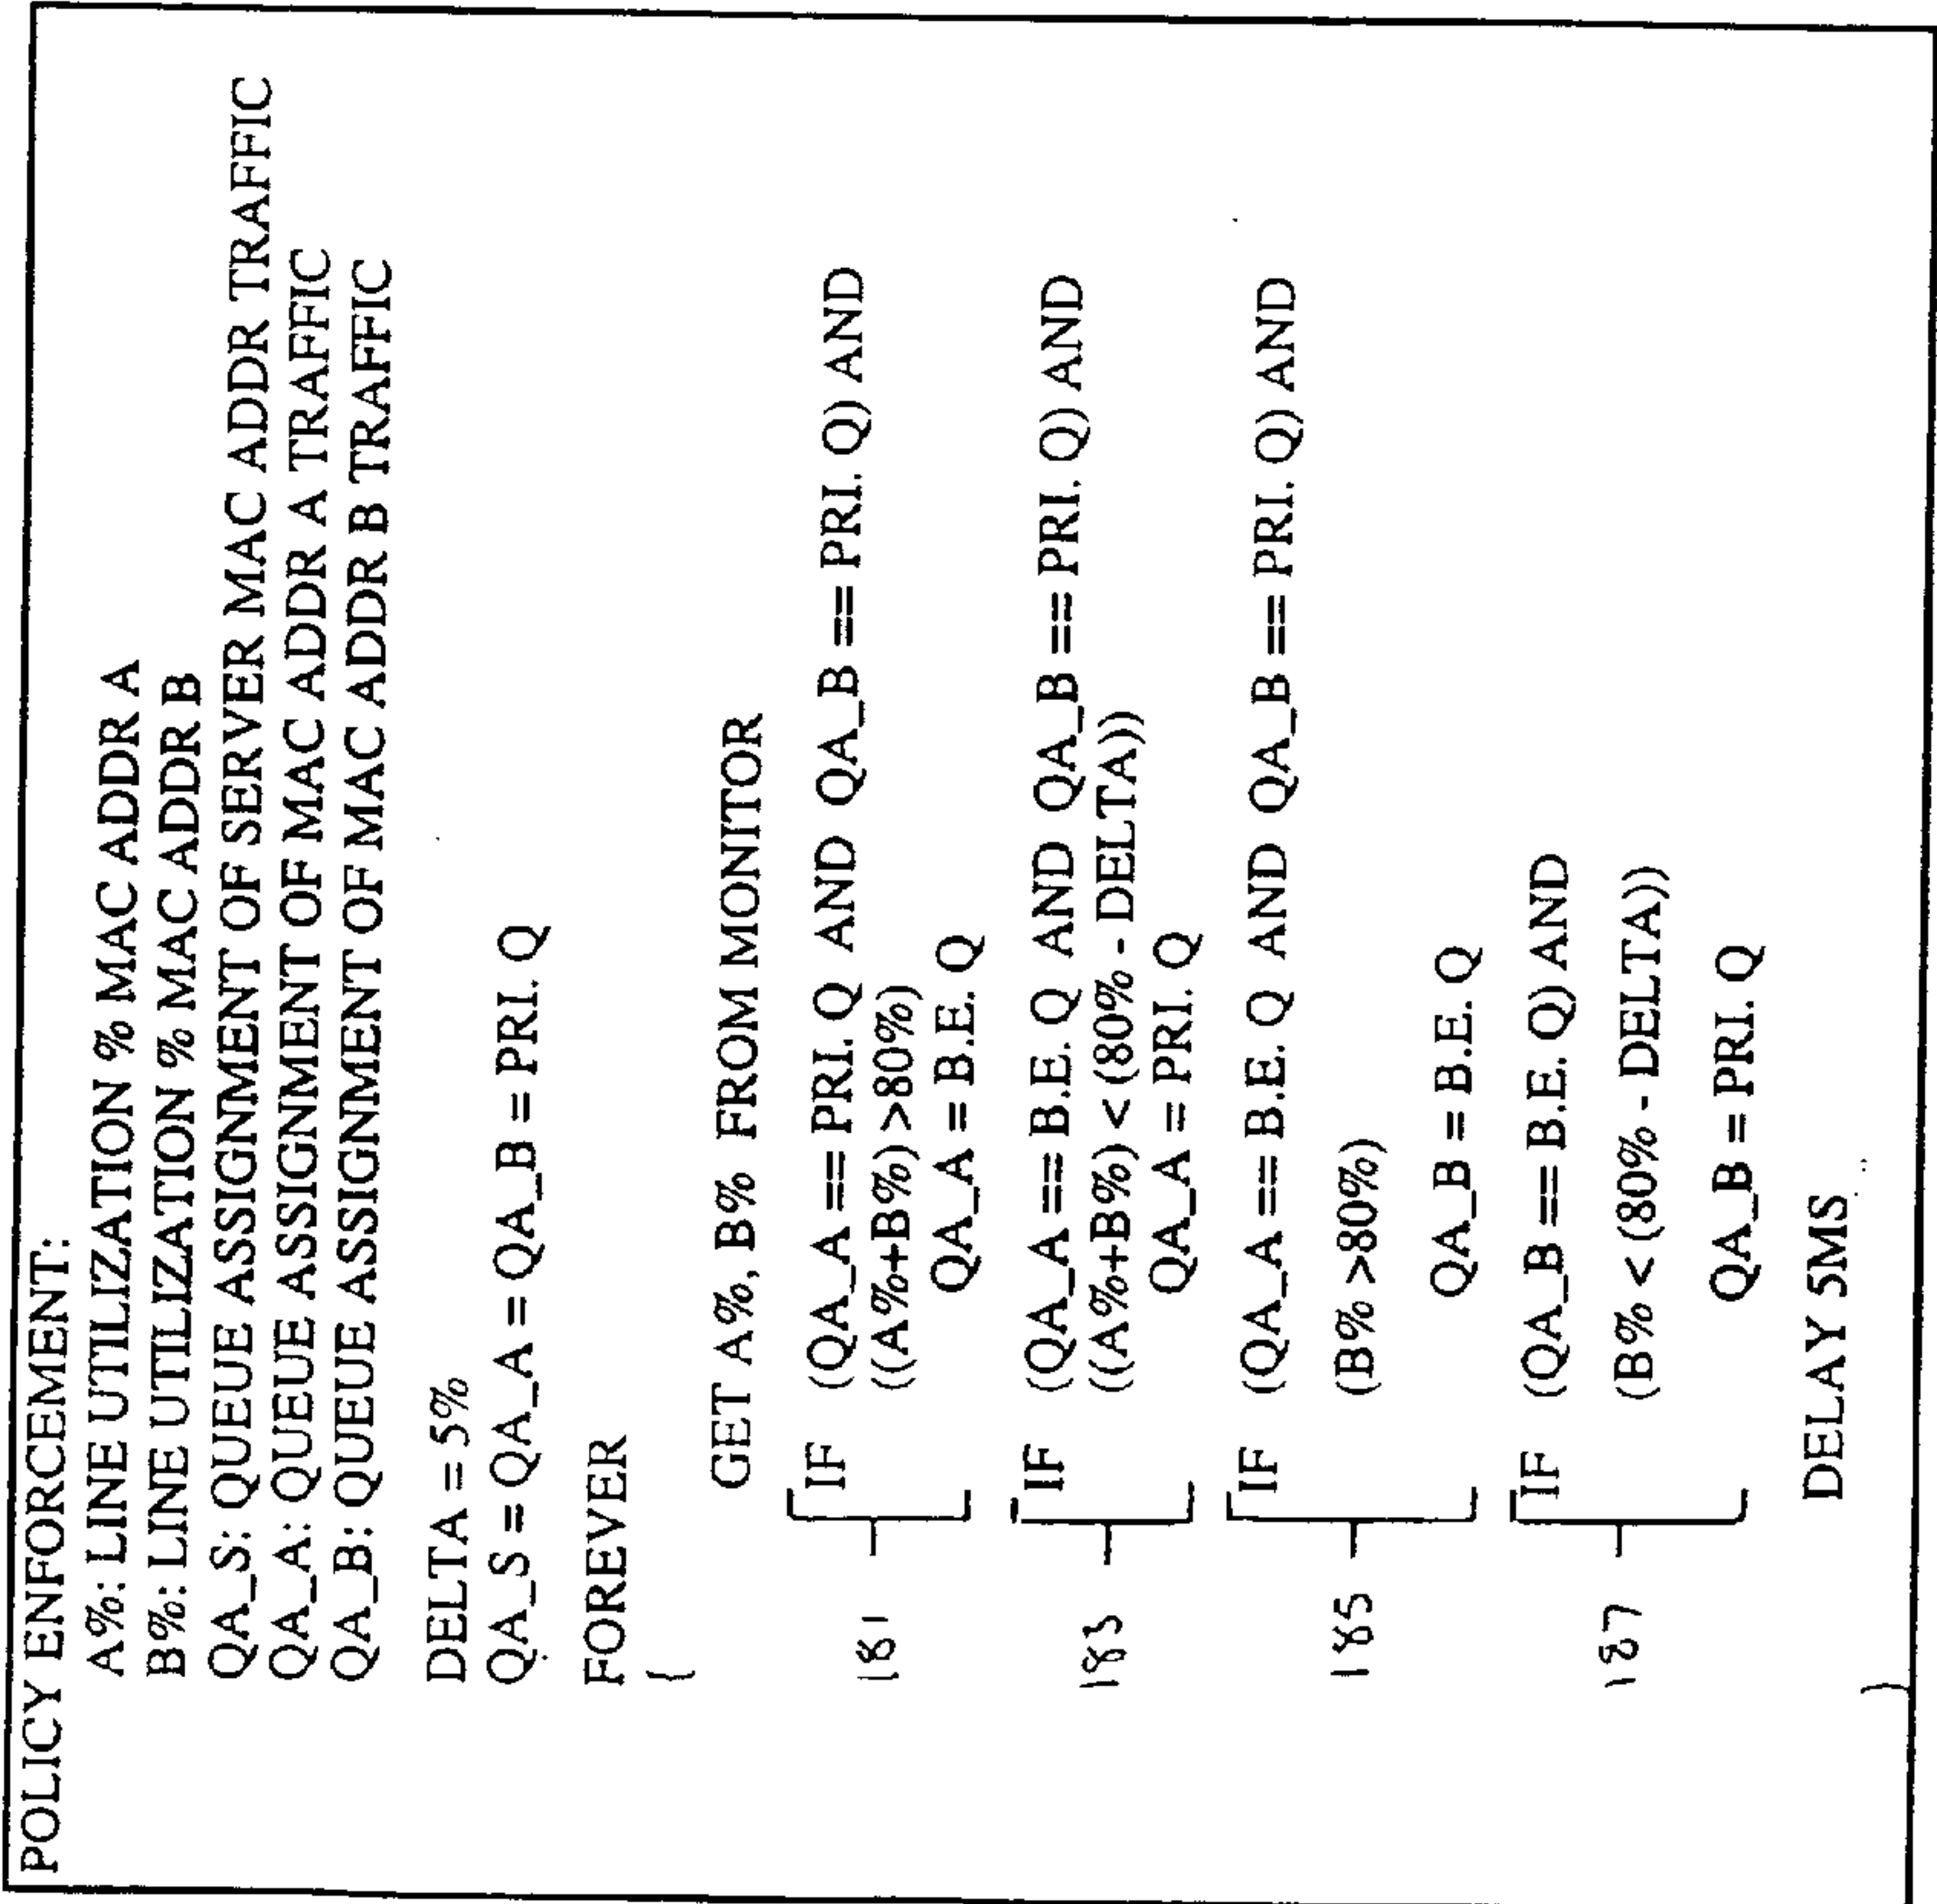 POLICY ENFORCEMENT:
A%: LINE UTILIZATION % MAC ADDR A
B%: LINE UTILIZATION % MAC ADDR B
QA_S: QUEUE ASSIGNMENT OF SERVER MAC ADDR TRAFFIC
QA_A: QUEUE ASSIGNMENT OF MAC ADDR A TRAFFIC
QA_B: QUEUE ASSIGNMENT OF MAC ADDR B TRAFFIC
DELTA = 5%
QA_S = QA_A = QA_B = PRI. Q
FOREVER
{
GET A%, B% FROM MONITOR
181 IF (QA_A == PRI. Q AND QA_B == PRI. Q) AND
((A%+B%) >80%)
QA_A = B.E. Q
183 IF (QA_A == B.E. Q AND QA_B == PRI. Q) AND
((A%+B%) < (80% - DELTA))
QA_A = PRI. Q
185 IF (QA_A == B.E. Q AND QA_B == PRI. Q) AND
(B% >80%)
QA_B = B.E. Q
187 IF (QA_B == B.E. Q) AND
(B% < (80% - DELTA))
QA_B = PRI. Q
DELAY 5MS
}